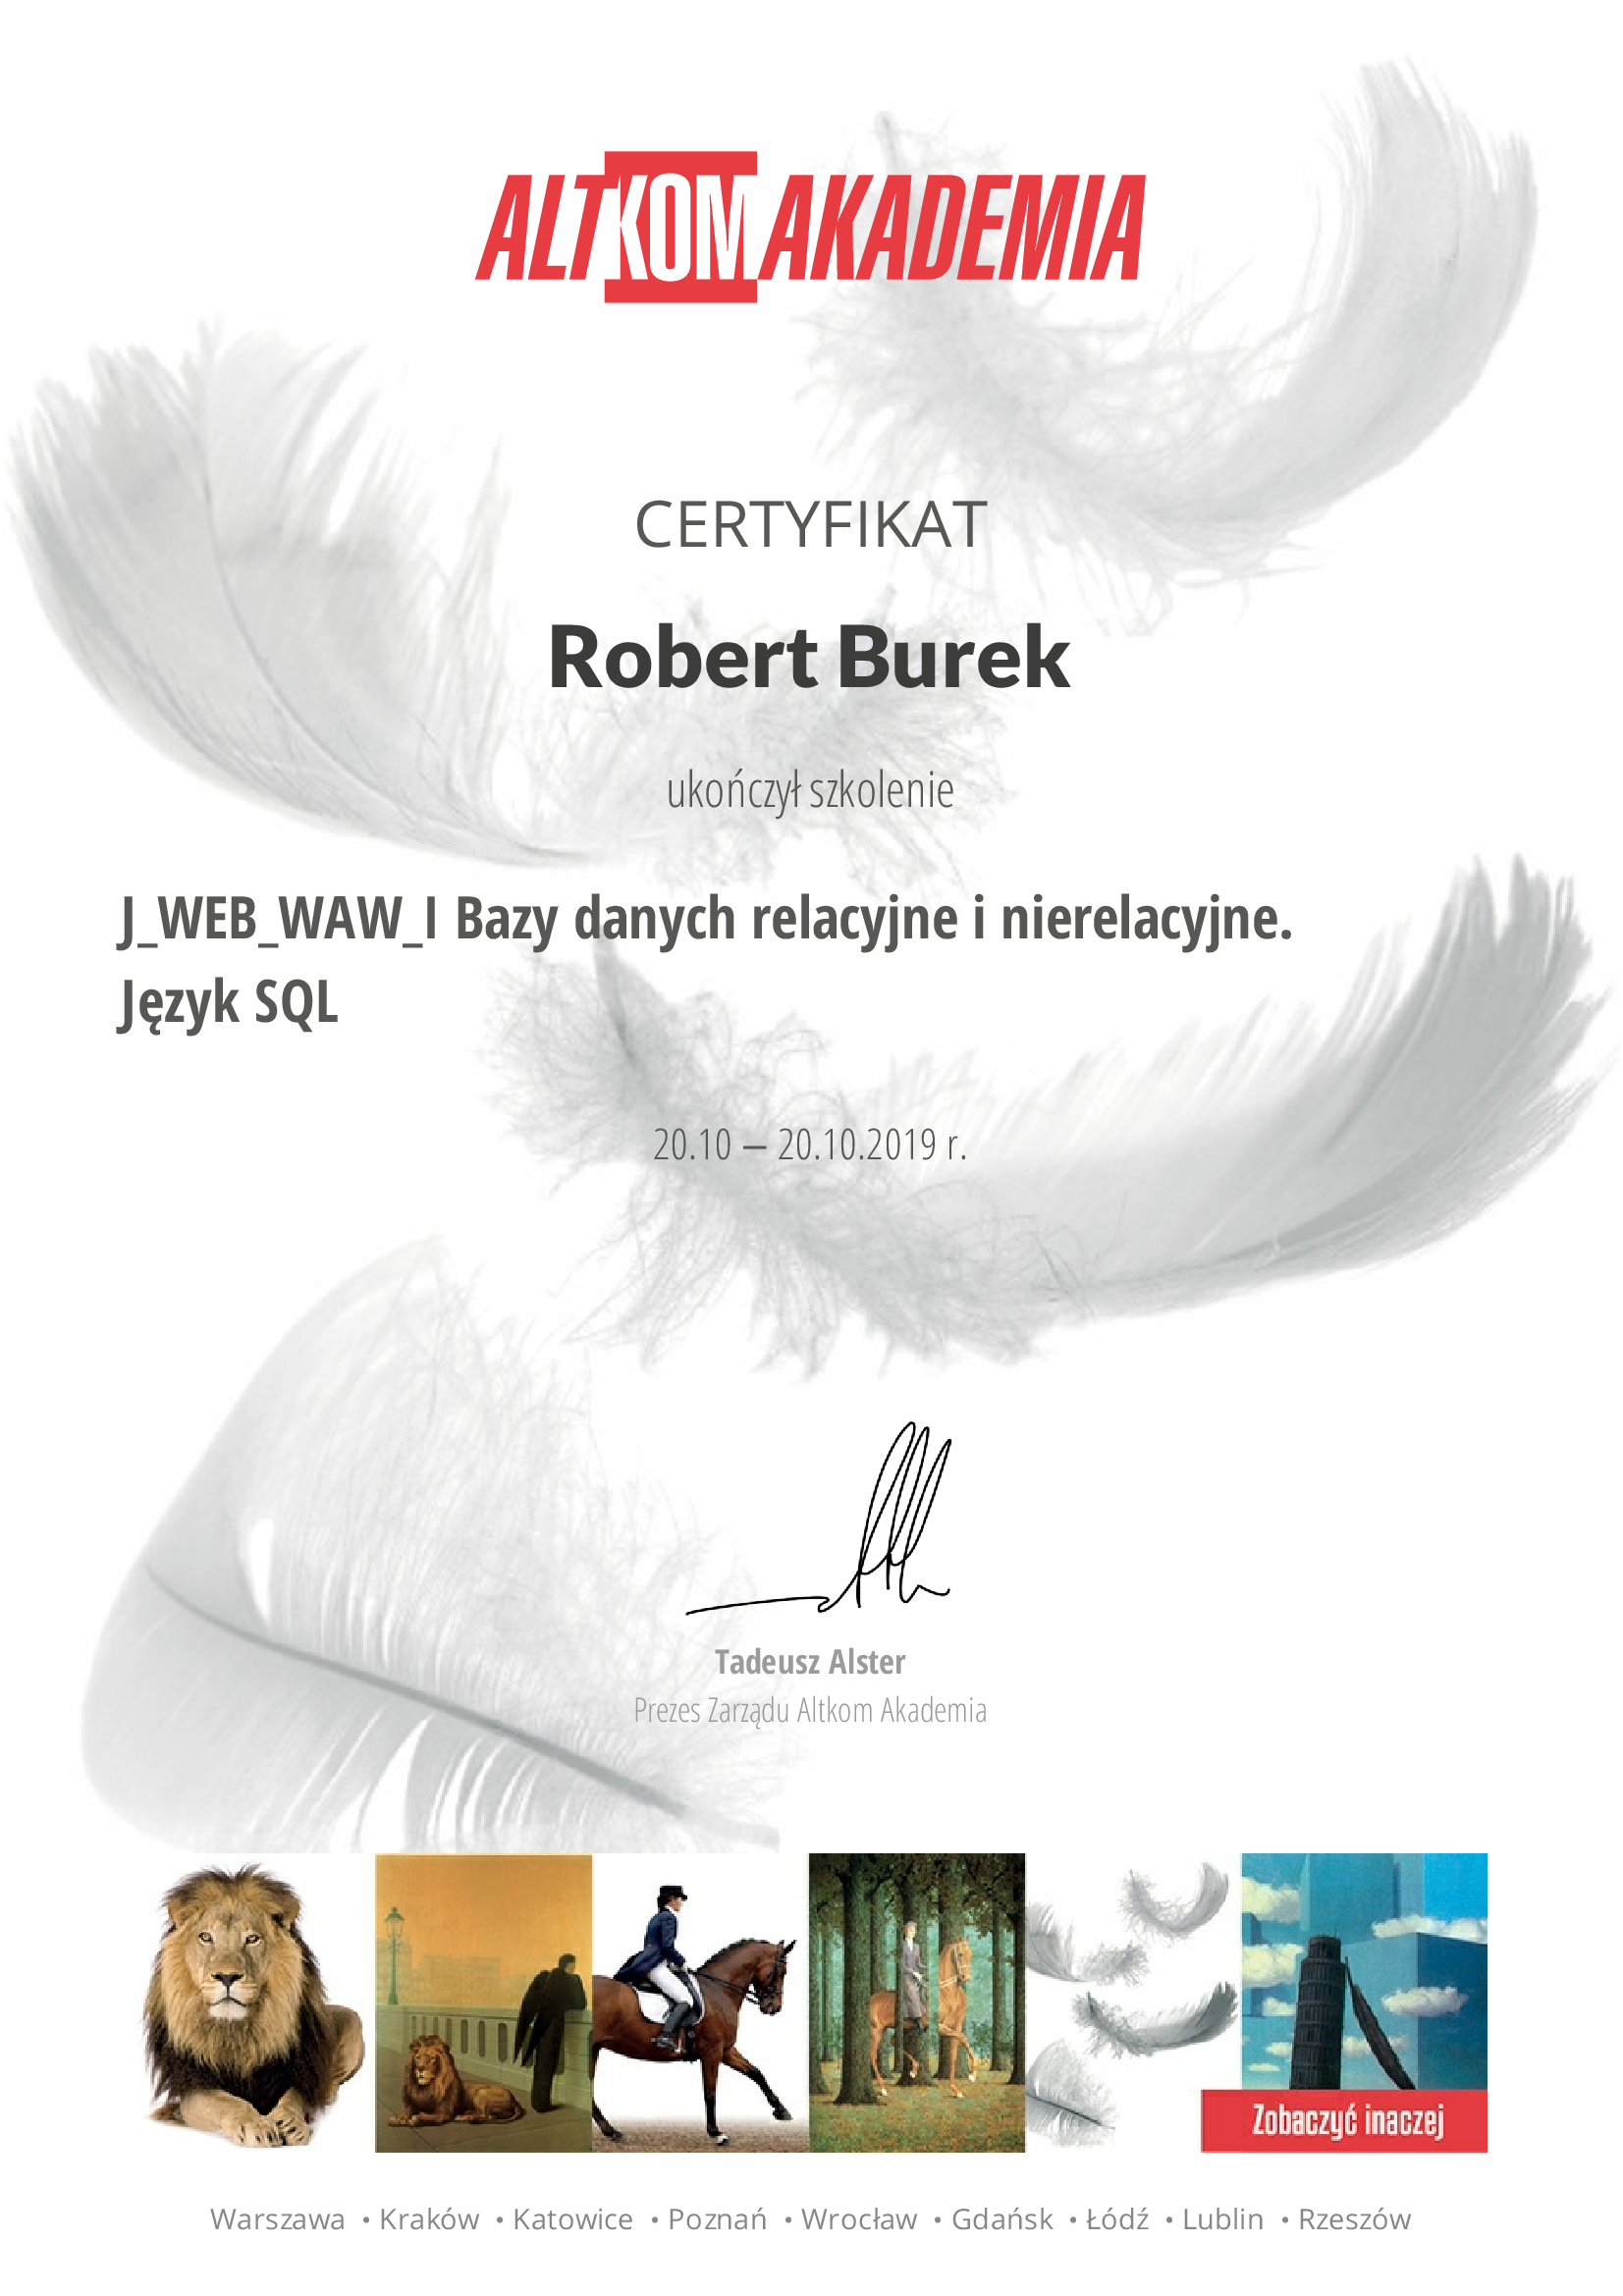 ALTKOM AKADEMIA
CERTYFIKAT
Robert Burek
ukończył szkolenie
J_WEB_WAW_I Bazy danych relacyjne i nierelacyjne.
Język SQL
20.10 – 20.10.2019 r.
Tadeusz Alster
Prezes Zarządu Altkom Akademia
Zobaczyć inaczej
Warszawa • Kraków • Katowice • Poznań • Wrocław • Gdańsk • Łódź • Lublin • Rzeszów